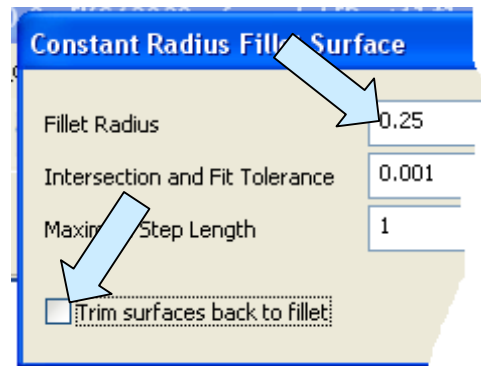 Constant Radius Fillet Surface
Fillet Radius 0.25
Intersection and Fit Tolerance 0.001
Step Length 1
Trim surfaces back to fillet